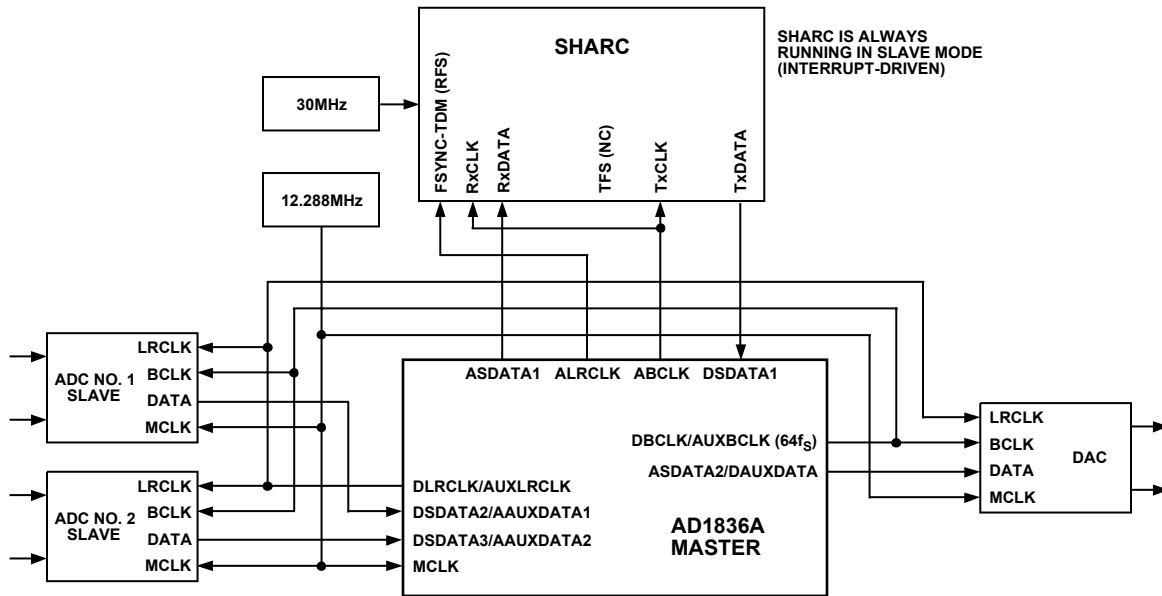 SHARC
SHARC IS ALWAYS
RUNNING IN SLAVE MODE
(INTERRUPT-DRIVEN)
30MHz
12.288MHz
FSYNC-TDM (RFS)
RxCLK
RxDATA
TFS (NC)
TxCLK
TxDATA
ADC NO. 1
SLAVE
LRCLK
BCLK
DATA
MCLK
ADC NO. 2
SLAVE
LRCLK
BCLK
DATA
MCLK
ASDATA1
ALRCLK
ABCLK
DSDATA1
DBCLK/AUXBCLK (64fS)
ASDATA2/DAUXDATA
DLRCLK/AUXLRCLK
DSDATA2/AAUXDATA1
DSDATA3/AAUXDATA2
MCLK
AD1836A
MASTER
LRCLK
BCLK
DATA
MCLK
DAC